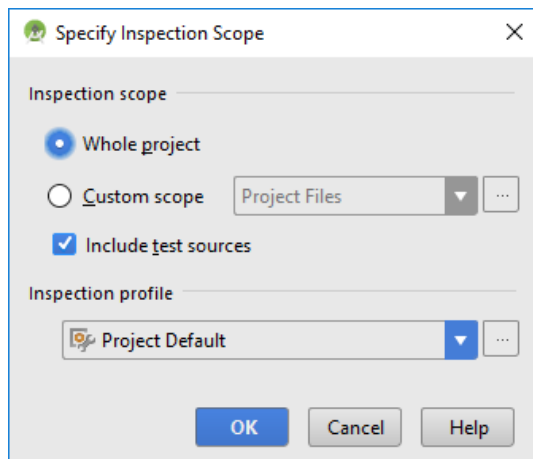 Specify Inspection Scope
Inspection scope
Whole project
Custom scope Project Files ...
Include test sources
Inspection profile
Project Default ...
OK Cancel Help